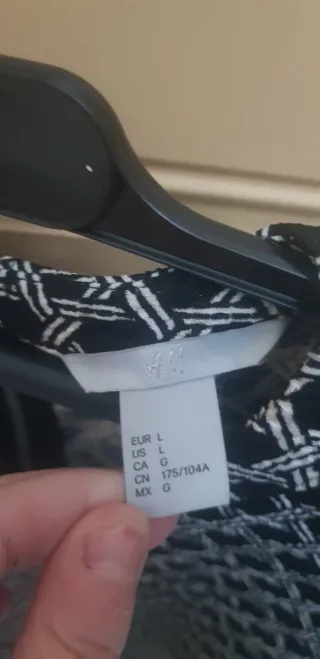 H&M
EUR L
US L
CA G
CN 175/104A
MX G